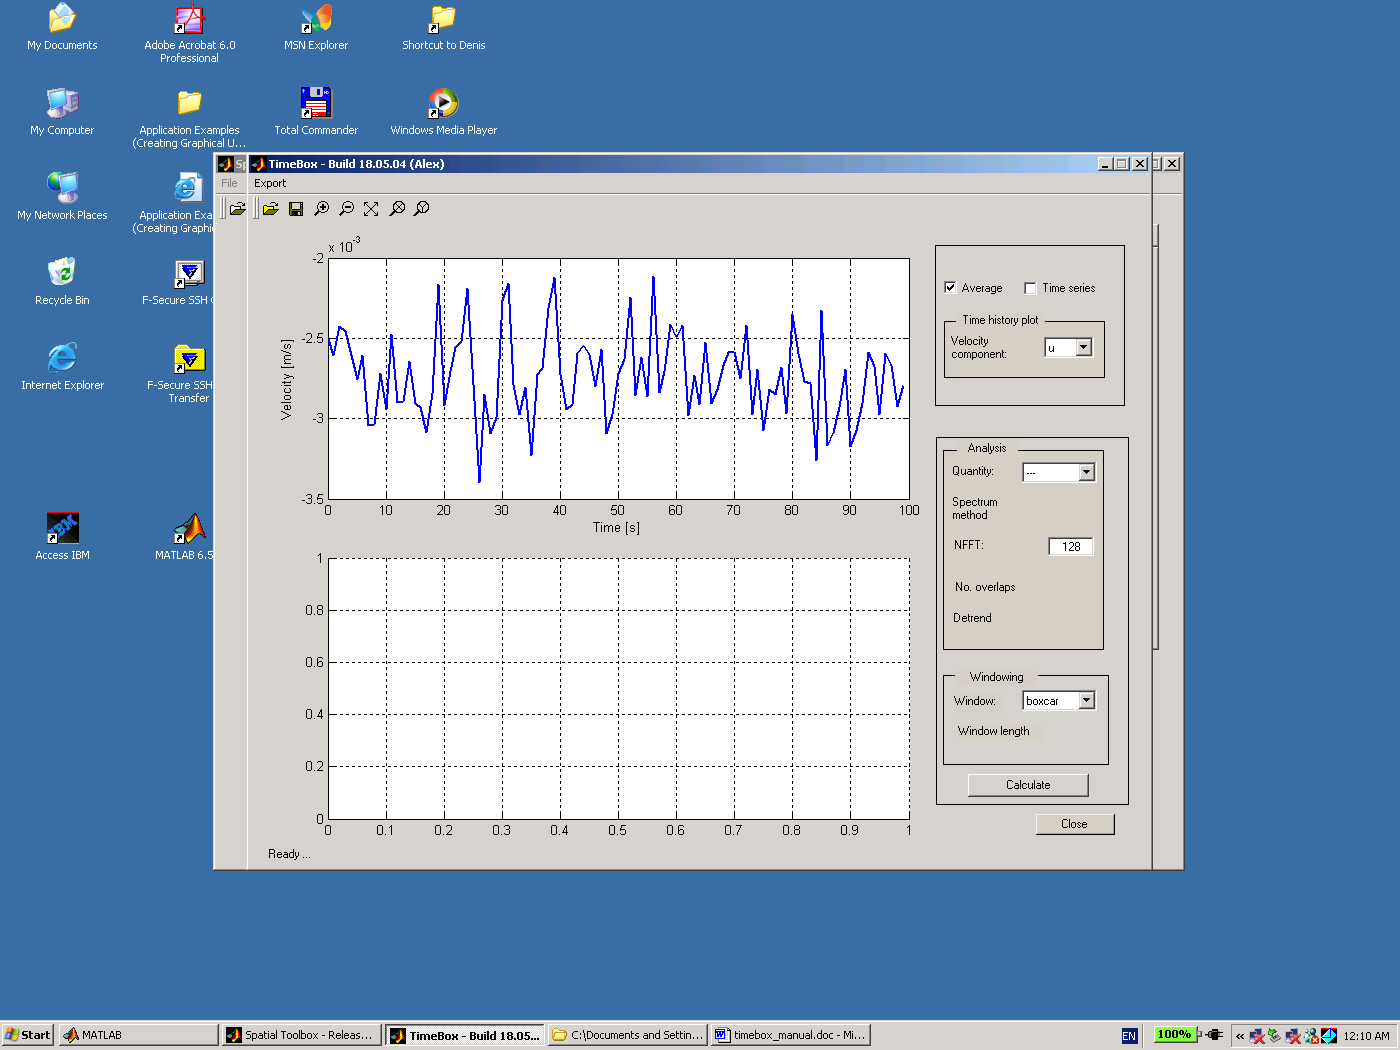 My Documents
Adobe Acrobat 6.0
Professional
MSN Explorer
Shortcut to Denis
My Computer
Application Examples
(Creating Graphical U...
Total Commander
Windows Media Player
My Network Places
Application Exa
(Creating Graphi
Recycle Bin
F-Secure SSH
Internet Explorer
F-Secure SSH
Transfer
IBM
Access IBM
MATLAB 6.5
Sp
TimeBox - Build 18.05.04 (Alex)
File
Export
x 10^-3
-2
-2.5
-3
-3.5
Velocity [m/s]
0 10 20 30 40 50 60 70 80 90 100
Time [s]
1
0.8
0.6
0.4
0.2
0
0 0.1 0.2 0.3 0.4 0.5 0.6 0.7 0.8 0.9 1
Ready ...
Average
Time series
Time history plot
Velocity
component:
u
Analysis
Quantity:
---
Spectrum
method
NFFT:
128
No. overlaps
Detrend
Windowing
Window:
boxcar
Window length
Calculate
Close
Start
MATLAB
Spatial Toolbox - Releas...
TimeBox - Build 18.05...
C:\Documents and Settin...
timebox_manual.doc - Mi...
EN
100%
12:10 AM